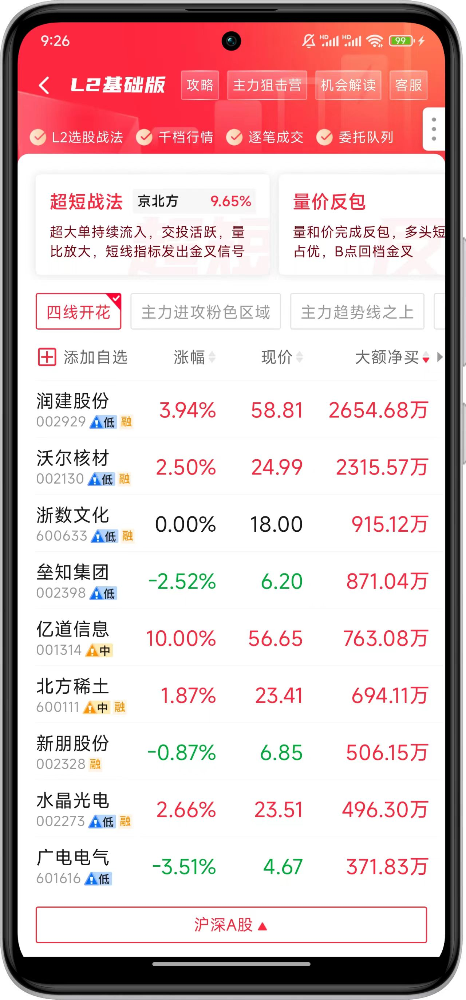 9:26
HD HD 99
L2基础版 攻略 主力狙击营 机会解读 客服
L2选股战法 千档行情 逐笔成交 委托队列
超短战法 京北方 9.65%
超大单持续流入，交投活跃，量
比放大，短线指标发出金叉信号
量价反包
量和价完成反包，多头短
占优，B点回档金叉
四线开花 主力进攻粉色区域 主力趋势线之上
添加自选 涨幅 现价 大额净买
润建股份 3.94% 58.81 2654.68万
002929 低 融
沃尔核材 2.50% 24.99 2315.57万
002130 低 融
浙数文化 0.00% 18.00 915.12万
600633 低 融
垒知集团 -2.52% 6.20 871.04万
002398 低
亿道信息 10.00% 56.65 763.08万
001314 中
北方稀土 1.87% 23.41 694.11万
600111 中 融
新朋股份 -0.87% 6.85 506.15万
002328 融
水晶光电 2.66% 23.51 496.30万
002273 低 融
广电电气 -3.51% 4.67 371.83万
601616 低
沪深A股